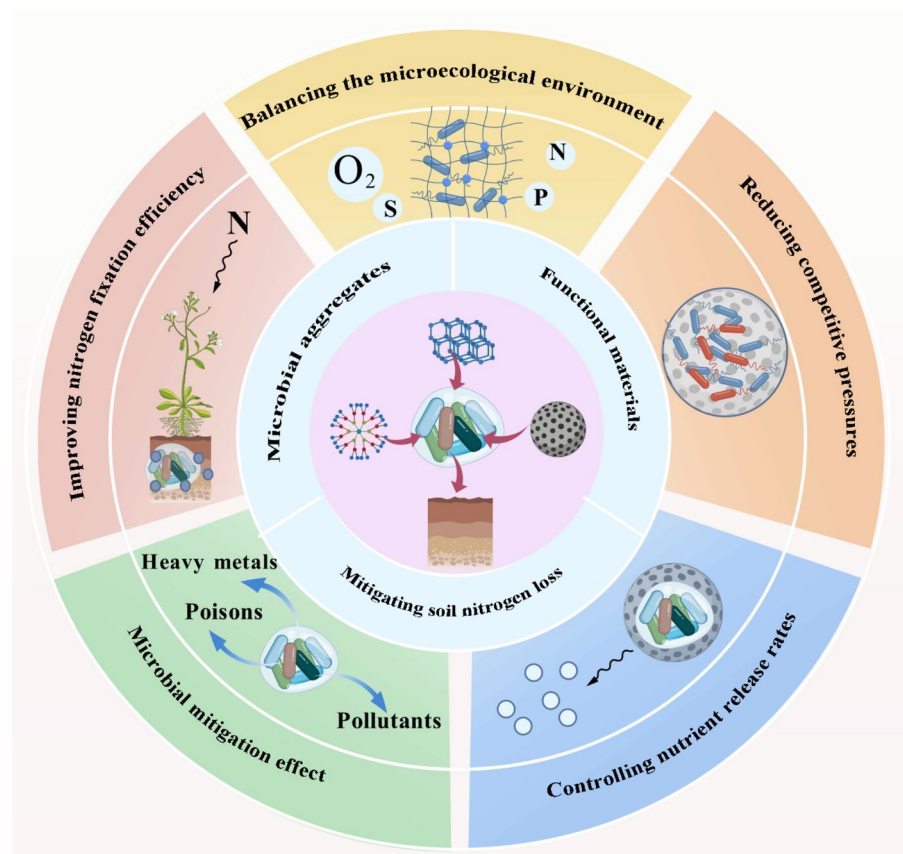 Balancing the microecological environment
O₂
S
N
P
Improving nitrogen fixation efficiency
N
Reducing competitive pressures
Microbial aggregates
Functional materials
Mitigating soil nitrogen loss
Heavy metals
Poisons
Pollutants
Microbial mitigation effect
Controlling nutrient release rates